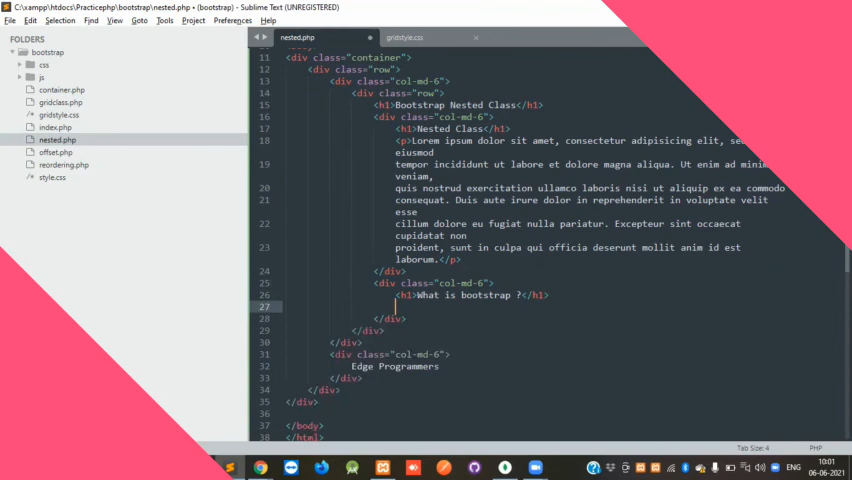 C:\xampp\htdocs\Practicephp\bootstrap\nested.php • (bootstrap) - Sublime Text (UNREGISTERED)
File Edit Selection Find View Goto Tools Project Preferences Help
FOLDERS
bootstrap
css
js
container.php
gridclass.php
gridstyle.css
index.php
nested.php
offset.php
reordering.php
style.css
nested.php
gridstyle.css
11 <div class="container">
12 <div class="row">
13 <div class="col-md-6">
14 <div class="row">
15 <h1>Bootstrap Nested Class</h1>
16 <div class="col-md-6">
17 <h1>Nested Class</h1>
18 <p>Lorem ipsum dolor sit amet, consectetur adipisicing elit,
eiusmod
19 tempor incididunt ut labore et dolore magna aliqua. Ut enim ad
veniam,
20 quis nostrud exercitation ullamco laboris nisi ut aliquip ex ea commodo
21 consequat. Duis aute irure dolor in reprehenderit in voluptate velit
esse
22 cillum dolore eu fugiat nulla pariatur. Excepteur sint occaecat
cupidatat non
23 proident, sunt in culpa qui officia deserunt mollit anim id est
laborum.</p>
24 </div>
25 <div class="col-md-6">
26 <h1>What is bootstrap ?</h1>
27
28 </div>
29 </div>
30 </div>
31 <div class="col-md-6">
32 Edge Programmers
33 </div>
34 </div>
35 </div>
36
37 </body>
38 </html>
Tab Size: 4 PHP
ENG
10:01
06-06-2021